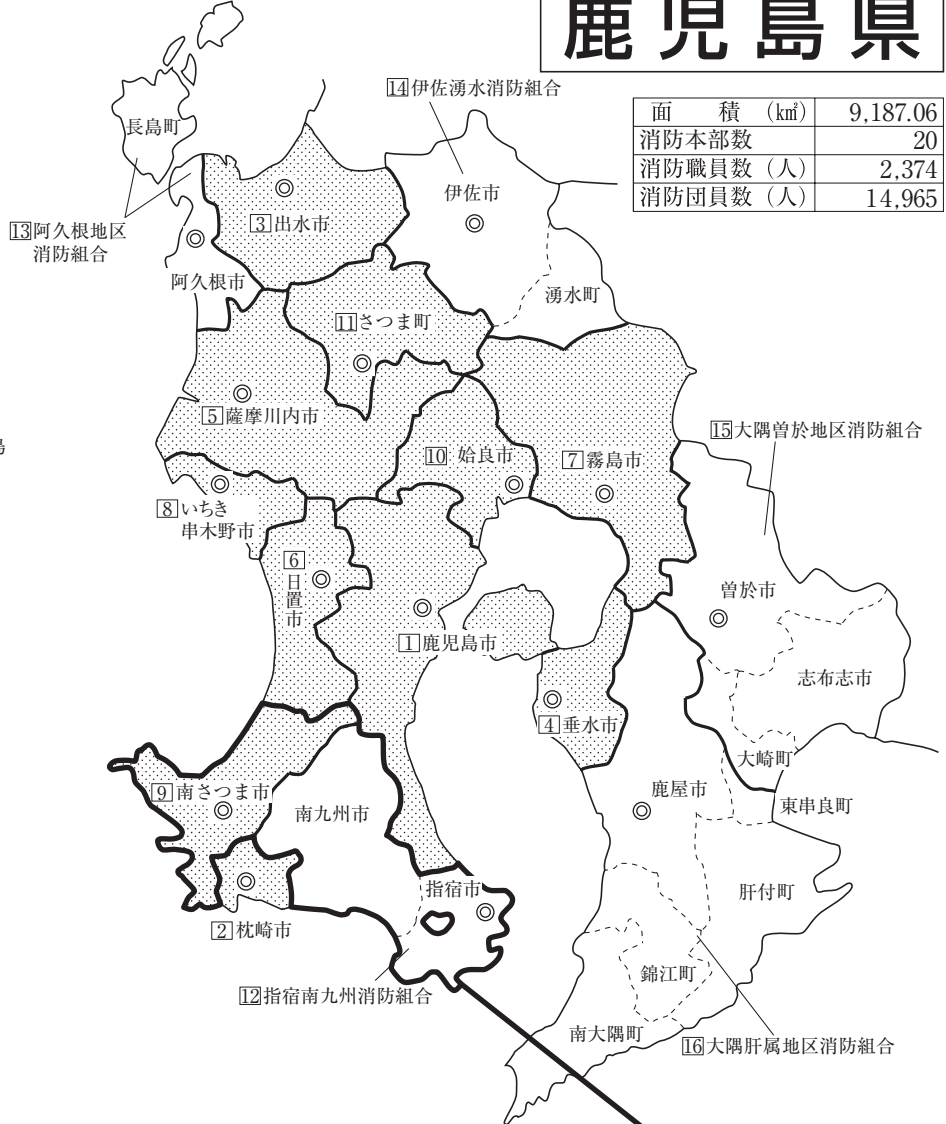 鹿児島県
面積(㎢) 9,187.06
消防本部数 20
消防職員数(人) 2,374
消防団員数(人) 14,965
14伊佐湧水消防組合
長島町
伊佐市
3出水市
13阿久根地区
消防組合
阿久根市
湧水町
11さつま町
5薩摩川内市
15大隅曽於地区消防組合
島
10 姶良市
7霧島市
8いちき
串木野市
6日置市
曽於市
1鹿児島市
志布志市
4垂水市
大崎町
9南さつま市
鹿屋市
東串良町
南九州市
指宿市
肝付町
2枕崎市
錦江町
12指宿南九州消防組合
南大隅町
16大隅肝属地区消防組合